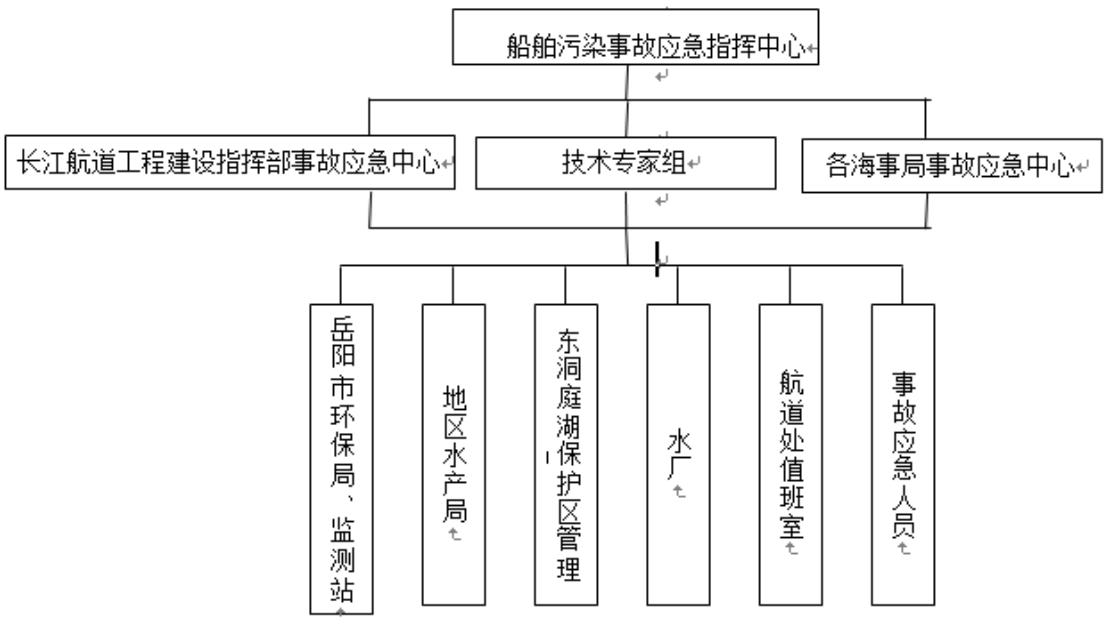 船舶污染事故应急指挥中心
长江航道工程建设指挥部事故应急中心
技术专家组
各海事局事故应急中心
岳阳市环保局、监测站
地区水产局
东洞庭湖保护区管理
水厂
航道处值班室
事故应急人员